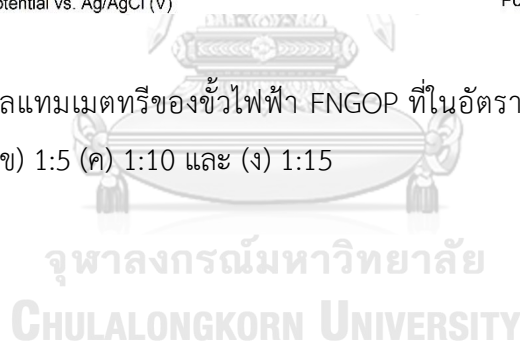 otential vs. Ag/AgCl (V)
Po
ลแทมเมตทรีของขั้วไฟฟ้า FNGOP ที่ในอัตรา
ข) 1:5 (ค) 1:10 และ (ง) 1:15
จุฬาลงกรณ์มหาวิทยาลัย
CHULALONGKORN UNIVERSITY